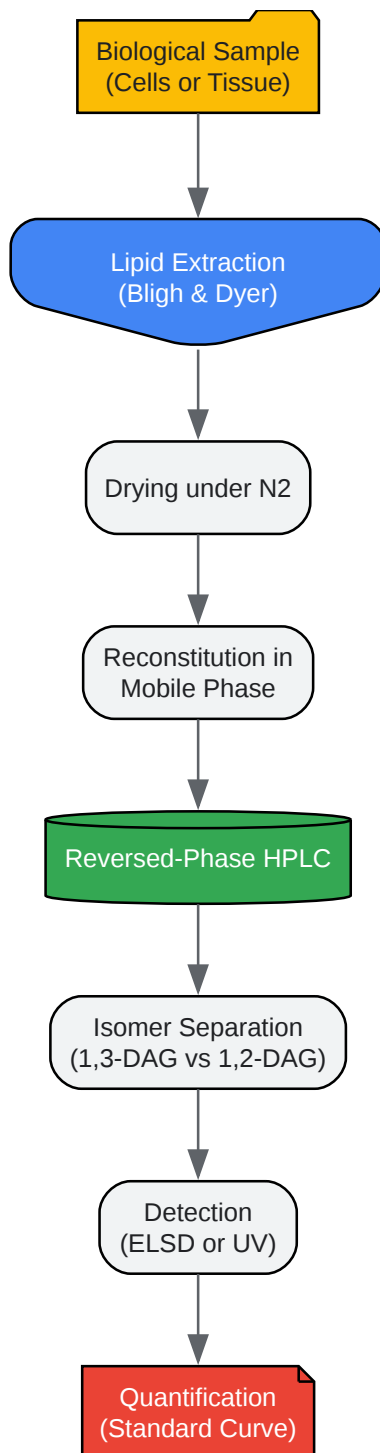 Biological Sample
(Cells or Tissue)
Lipid Extraction
(Bligh & Dyer)
Drying under N2
Reconstitution in
Mobile Phase
Reversed-Phase HPLC
Isomer Separation
(1,3-DAG vs 1,2-DAG)
Detection
(ELSD or UV)
Quantification
(Standard Curve)